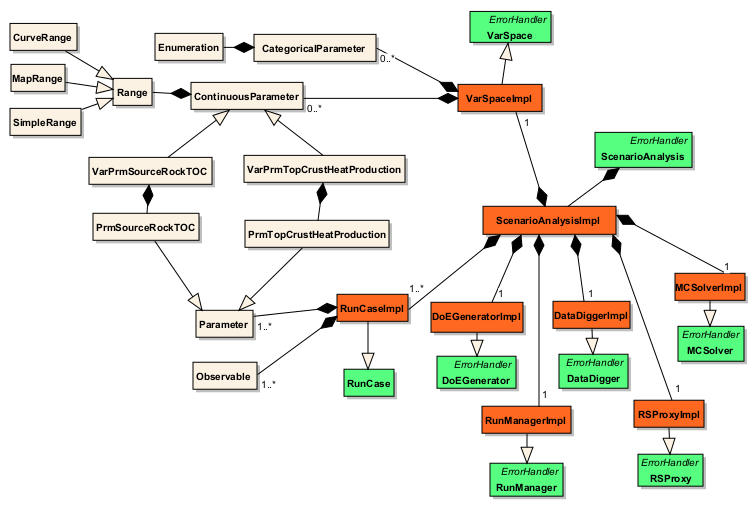 ErrorHandler
VarSpace
CurveRange
Enumeration
CategoricalParameter
0..*
MapRange
Range
ContinuousParameter
0..*
VarSpaceImpl
1
SimpleRange
ErrorHandler
ScenarioAnalysis
VarPrmSourceRockTOC
VarPrmTopCrustHeatProduction
PrmSourceRockTOC
PrmTopCrustHeatProduction
ScenarioAnalysisImpl
1
MCSolverImpl
1..*
RunCaseImpl
1
DoEGeneratorImpl
1
DataDiggerImpl
Parameter
1..*
ErrorHandler
MCSolver
ErrorHandler
DoEGenerator
ErrorHandler
DataDigger
Observable
1..*
RunCase
1
RunManagerImpl
1
RSProxyImpl
ErrorHandler
RunManager
ErrorHandler
RSProxy